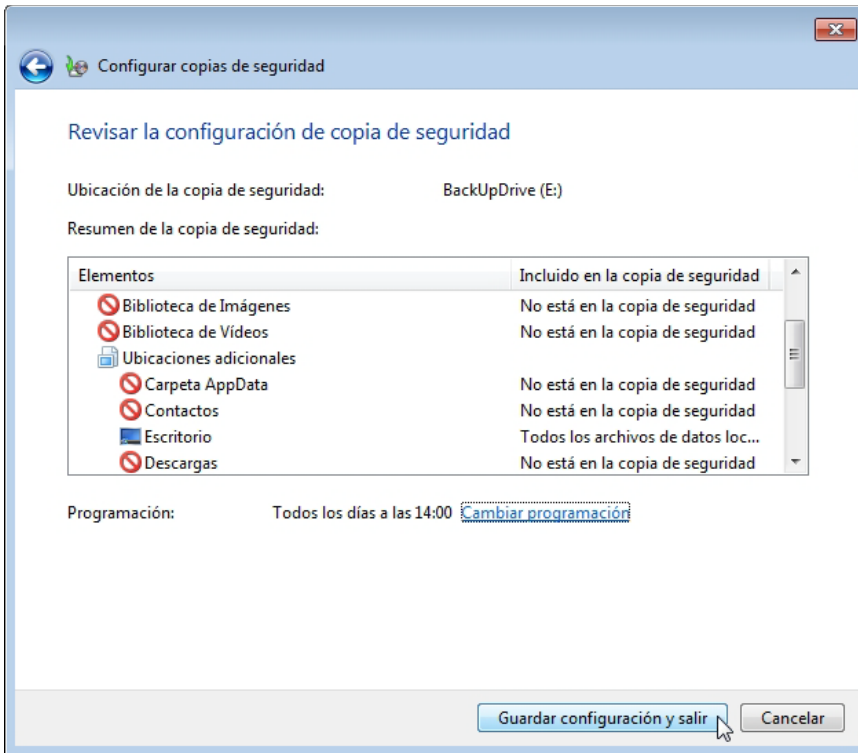 Configurar copias de seguridad
Revisar la configuración de copia de seguridad
Ubicación de la copia de seguridad: BackUpDrive (E:)
Resumen de la copia de seguridad:
Elementos Incluido en la copia de seguridad
Biblioteca de Imágenes No está en la copia de seguridad
Biblioteca de Vídeos No está en la copia de seguridad
Ubicaciones adicionales
Carpeta AppData No está en la copia de seguridad
Contactos No está en la copia de seguridad
Escritorio Todos los archivos de datos loc...
Descargas No está en la copia de seguridad
Programación: Todos los días a las 14:00 Cambiar programación
Guardar configuración y salir Cancelar